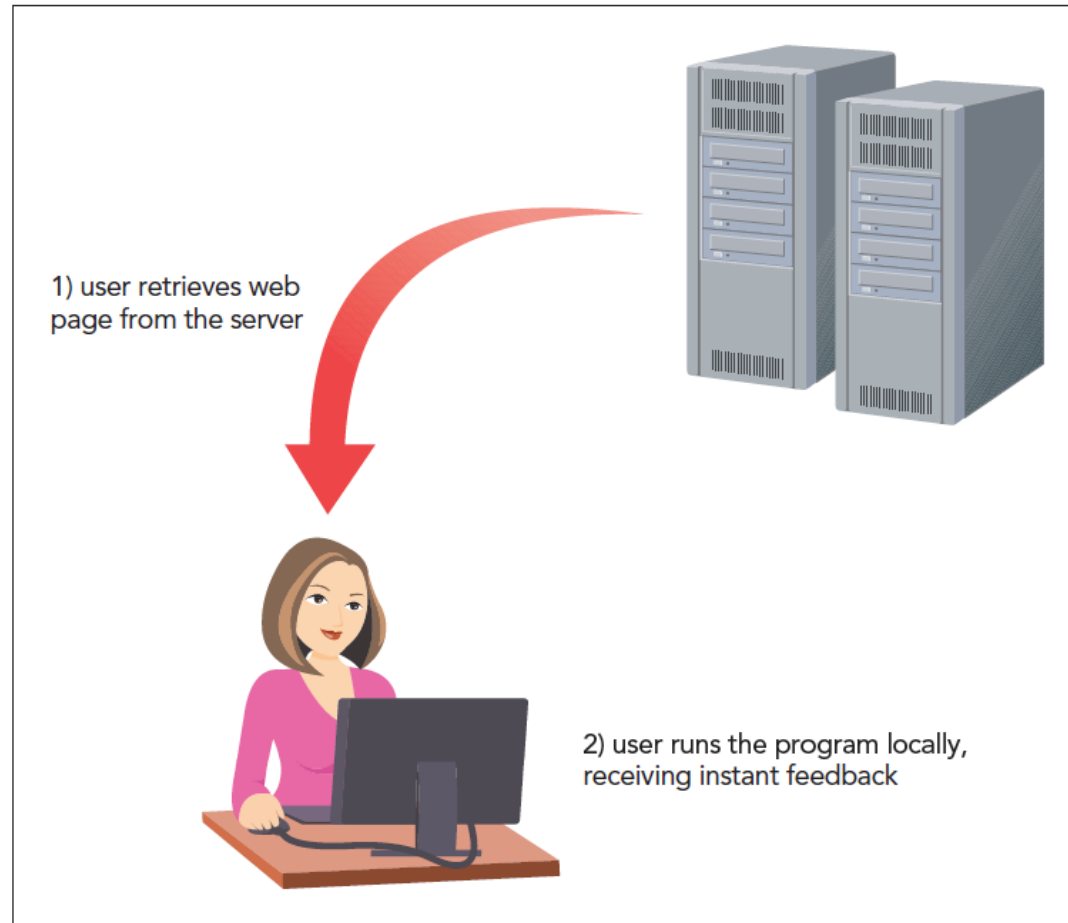 1) user retrieves web
page from the server
2) user runs the program locally,
receiving instant feedback